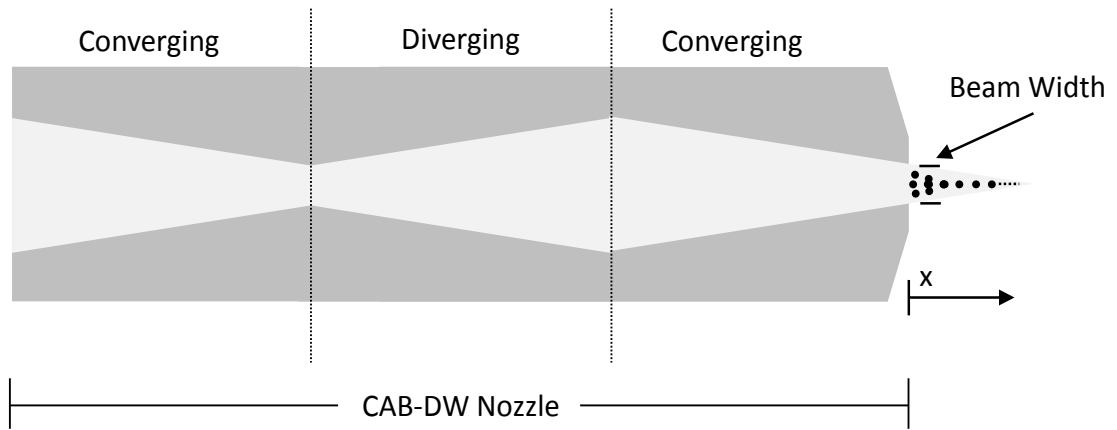 Converging
Diverging
Converging
Beam Width
x
CAB-DW Nozzle